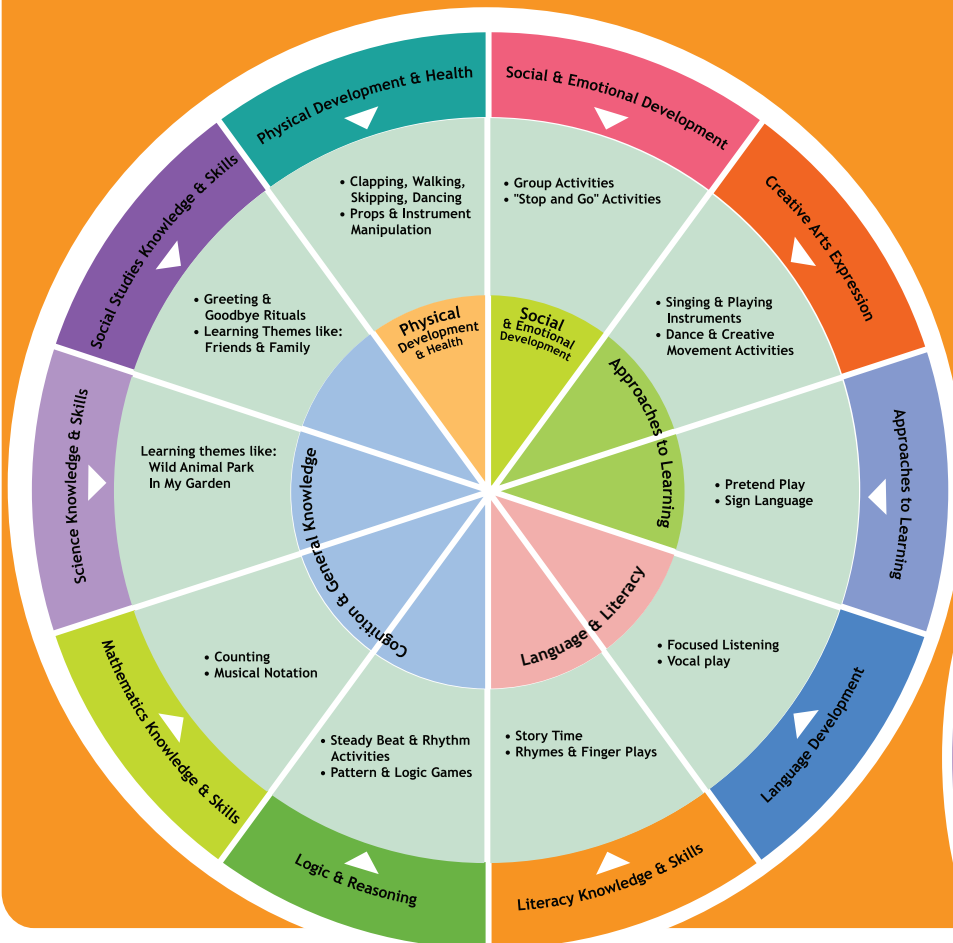 Physical Development & Health
Social & Emotional Development
Creative Arts Expression
Approaches to Learning
Language Development
Literacy Knowledge & Skills
Logic & Reasoning
Mathematics Knowledge & Skills
Science Knowledge & Skills
Social Studies Knowledge & Skills
• Clapping, Walking,
Skipping, Dancing
• Props & Instrument
Manipulation
• Group Activities
• "Stop and Go" Activities
• Singing & Playing
Instruments
• Dance & Creative
Movement Activities
• Pretend Play
• Sign Language
• Focused Listening
• Vocal play
• Story Time
• Rhymes & Finger Plays
• Steady Beat & Rhythm
Activities
• Pattern & Logic Games
• Counting
• Musical Notation
Learning themes like:
Wild Animal Park
In My Garden
• Greeting &
Goodbye Rituals
• Learning Themes like:
Friends & Family
Physical
Development
& Health
Social
& Emotional
Development
Approaches to Learning
Language & Literacy
Cognition & General Knowledge